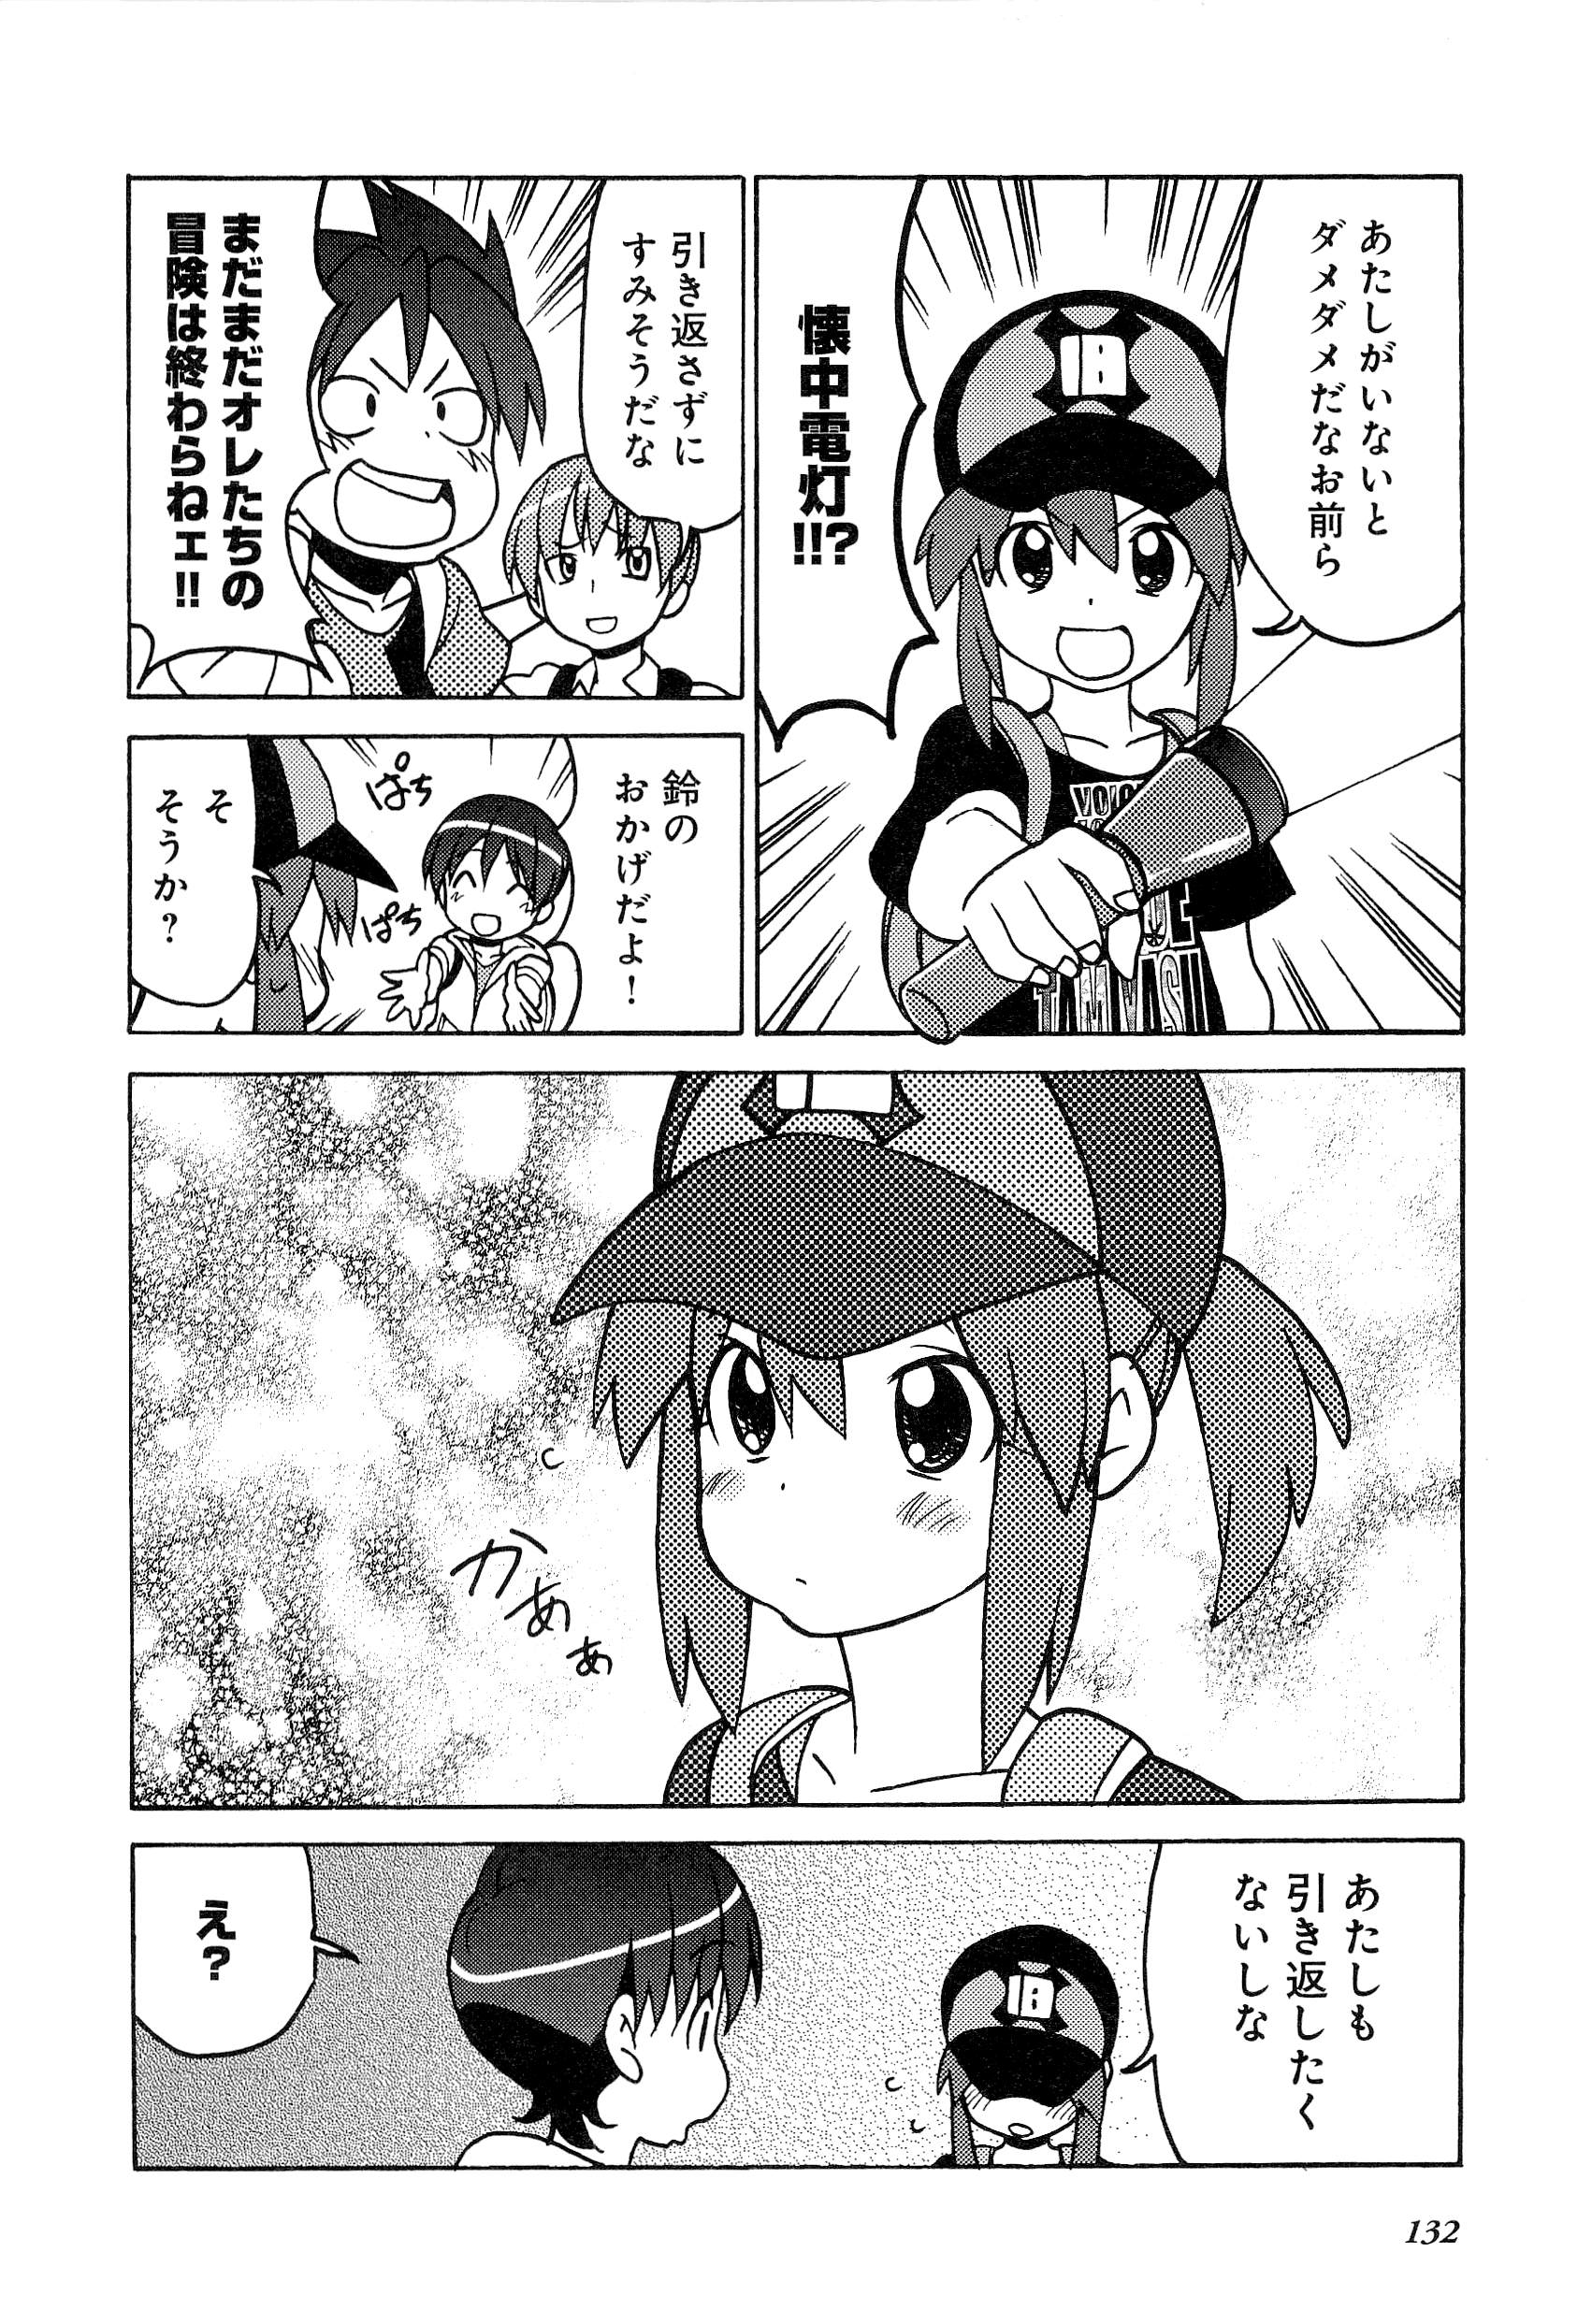 あたしがいないと
ダメダメだなお前ら
懐中電灯!!?
引き返さずに
すみそうだな
まだまだオレたちの
冒険は終わらねェ!!
鈴の
おかげだよ!
ぱち
ぱち
そ
そうか?
かあぁ
あたしも
引き返したく
ないしな
え?
132